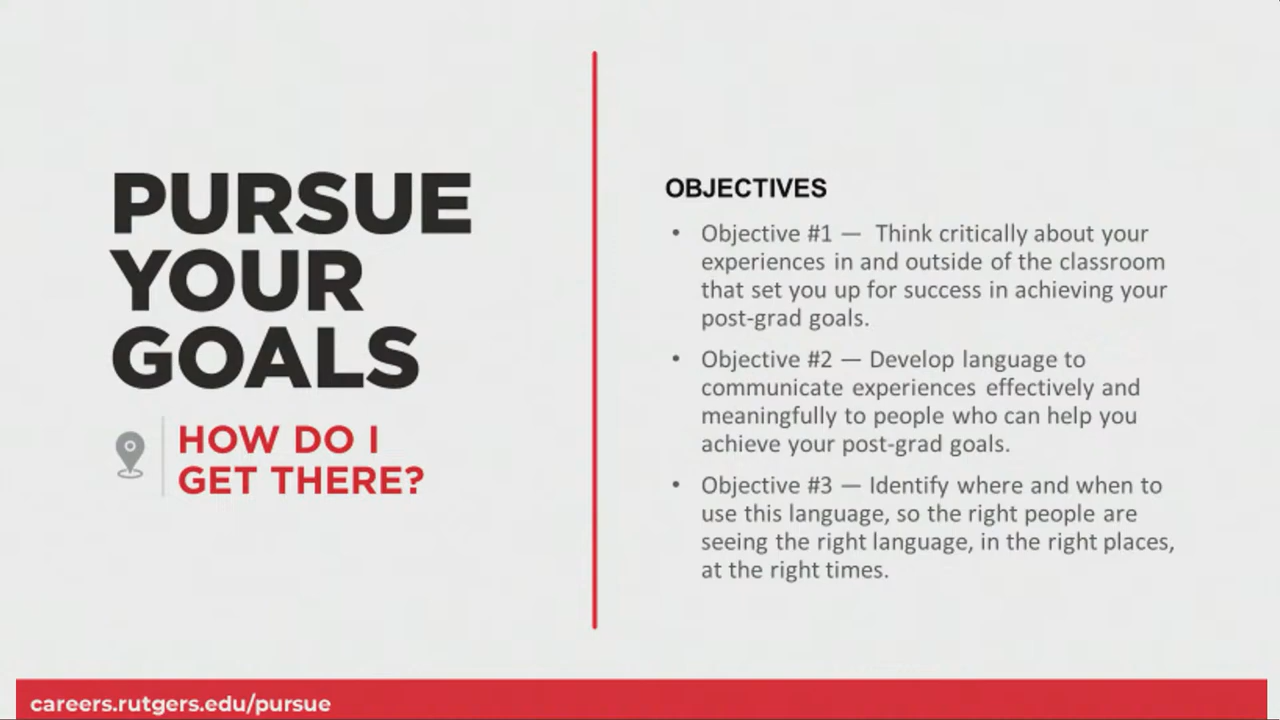 PURSUE
YOUR
GOALS
HOW DO I
GET THERE?
OBJECTIVES
• Objective #1 — Think critically about your
experiences in and outside of the classroom
that set you up for success in achieving your
post-grad goals.
• Objective #2 — Develop language to
communicate experiences effectively and
meaningfully to people who can help you
achieve your post-grad goals.
• Objective #3 — Identify where and when to
use this language, so the right people are
seeing the right language, in the right places,
at the right times.
careers.rutgers.edu/pursue